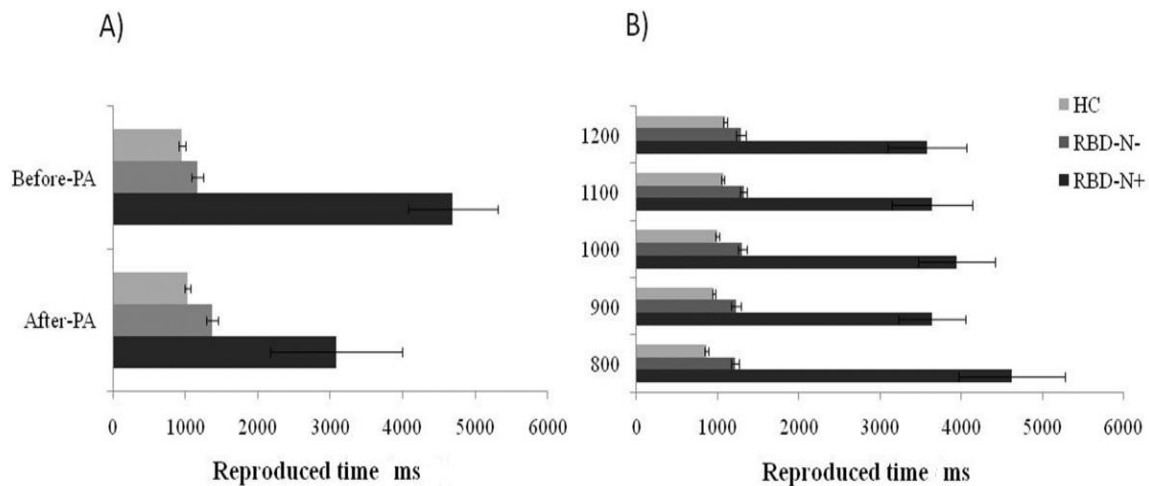 A)
Before-PA
After-PA
0 1000 2000 3000 4000 5000 6000
Reproduced time ms
B)
1200
1100
1000
900
800
0 1000 2000 3000 4000 5000 6000
Reproduced time ms
HC
RBD-N-
RBD-N+